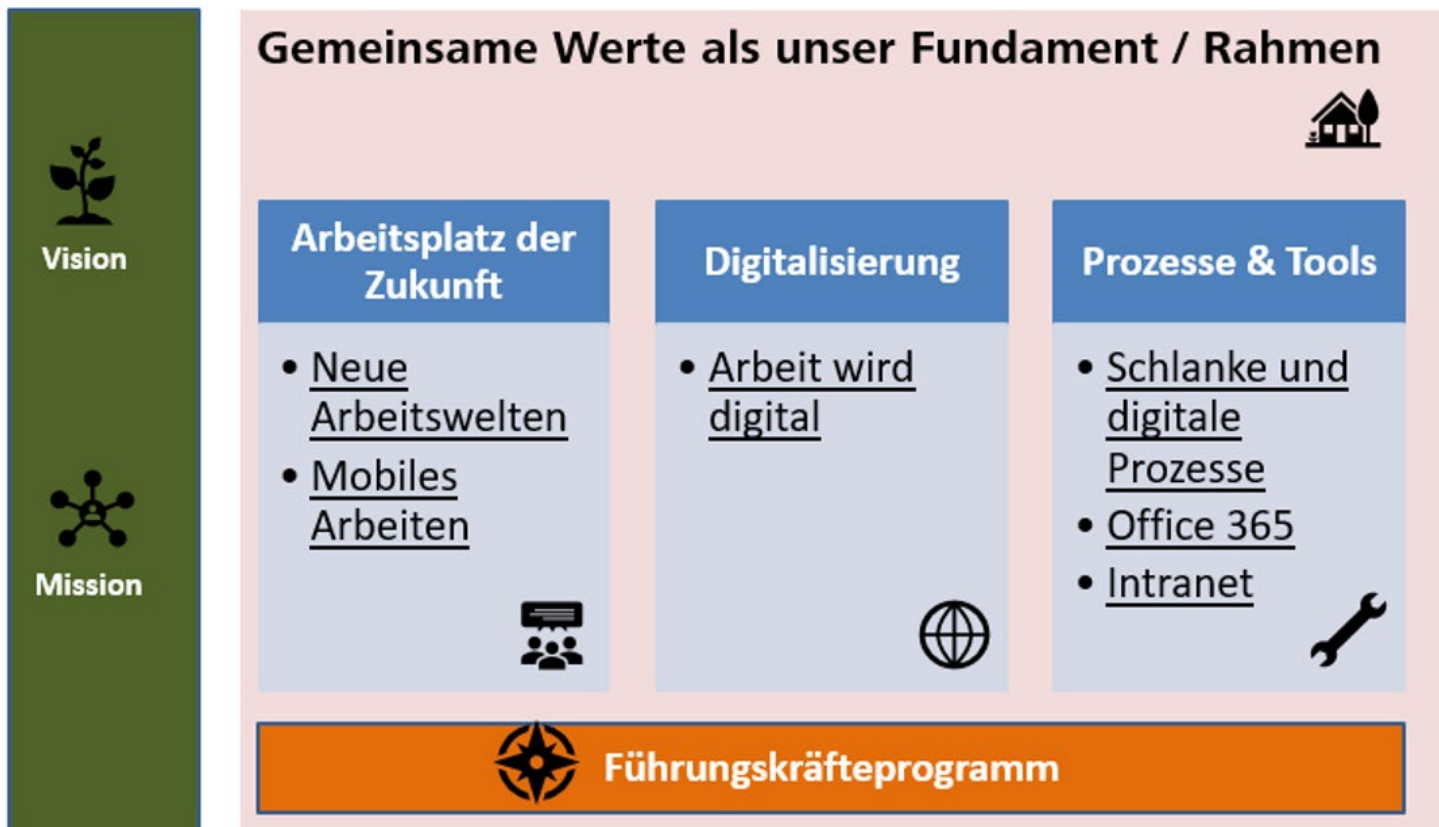 Vision
Mission
Gemeinsame Werte als unser Fundament / Rahmen
Arbeitsplatz der
Zukunft
• Neue
Arbeitswelten
• Mobiles
Arbeiten
Digitalisierung
• Arbeit wird
digital
Prozesse & Tools
• Schlanke und
digitale
Prozesse
• Office 365
• Intranet
Führungskräfteprogramm